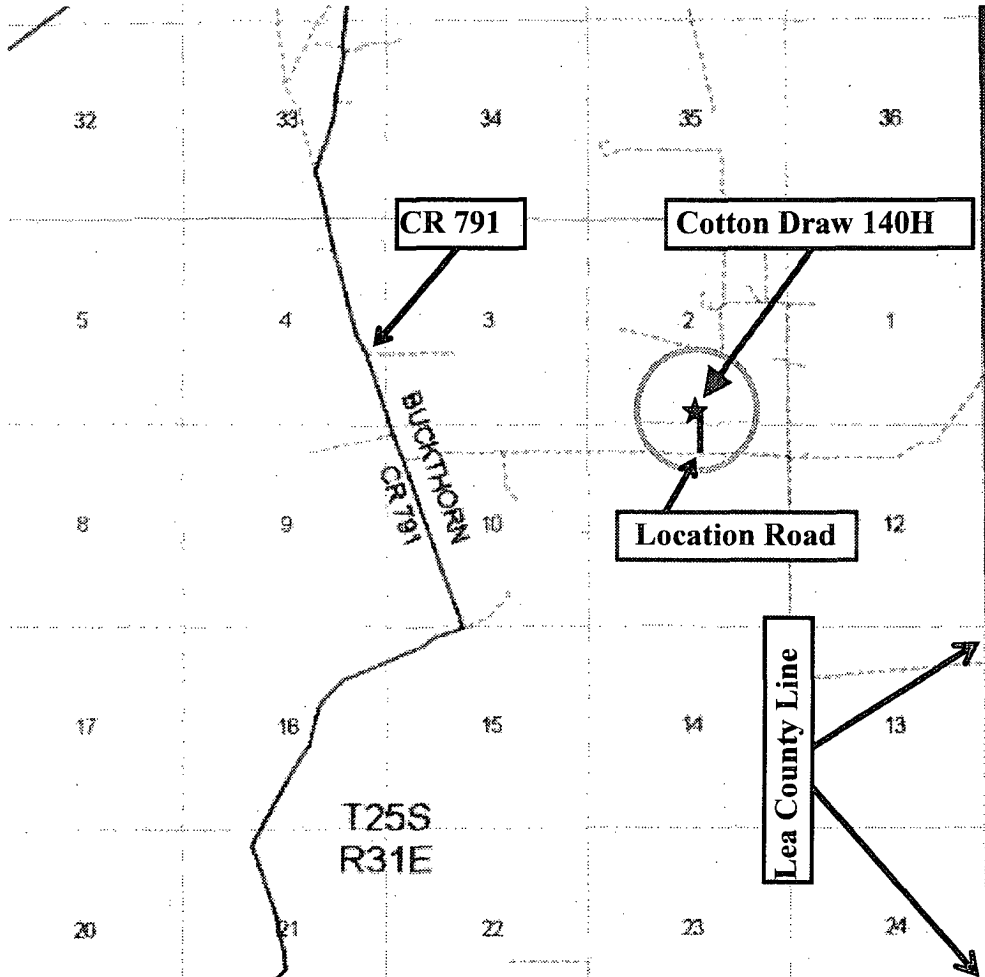 32 33 34 35 36
CR 791 Cotton Draw 140H
5 4 3 2 1
BUCKTHORN
CR 791
8 9 10 12
Location Road
Lea County Line
17 16 15 14 13
T25S
R31E
20 21 22 23 24